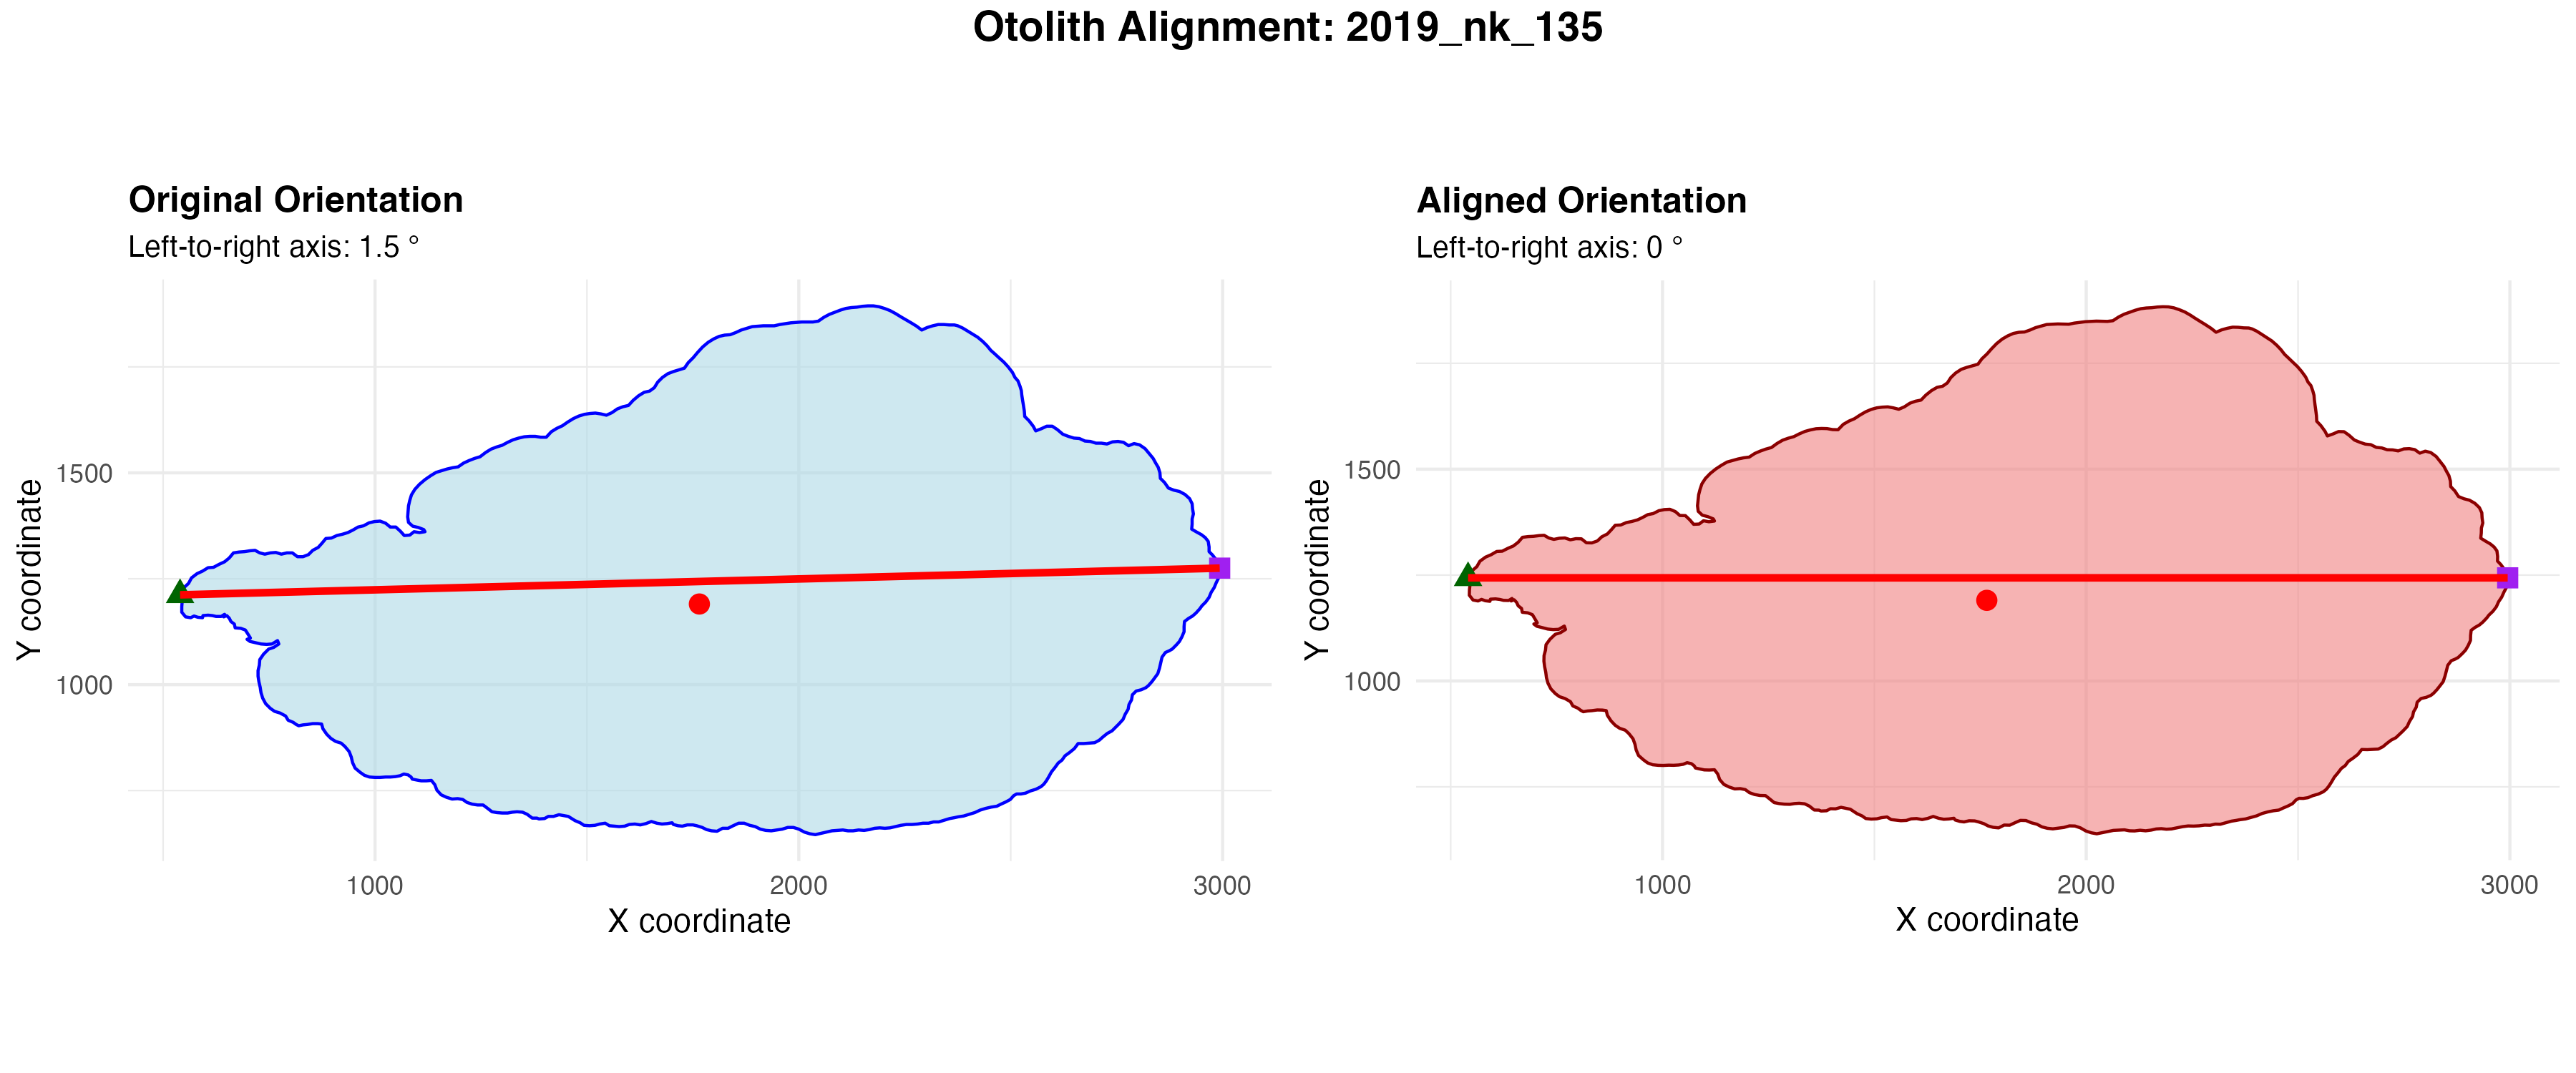 Otolith Alignment: 2019_nk_135
Original Orientation
Left-to-right axis: 1.5 °
Y coordinate
1500
1000
1000
2000
3000
X coordinate
Aligned Orientation
Left-to-right axis: 0 °
Y coordinate
1500
1000
1000
2000
3000
X coordinate